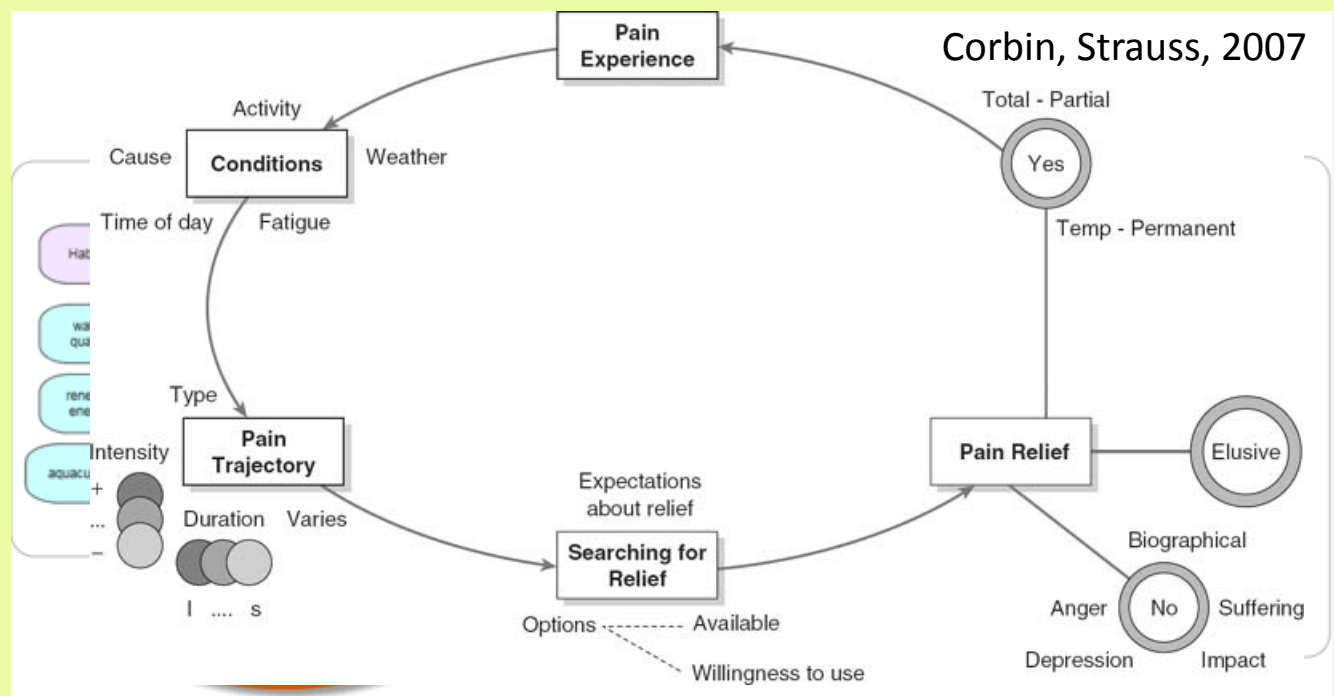 Corbin, Strauss, 2007
Pain
Experience
Total - Partial
Yes
Temp - Permanent
Activity
Cause
Conditions
Weather
Time of day
Fatigue
Type
Pain
Trajectory
Intensity
+
...
–
Duration
Varies
l .... s
Expectations
about relief
Searching for
Relief
Options
Available
Willingness to use
Pain Relief
Elusive
Biographical
Anger
No
Suffering
Depression
Impact